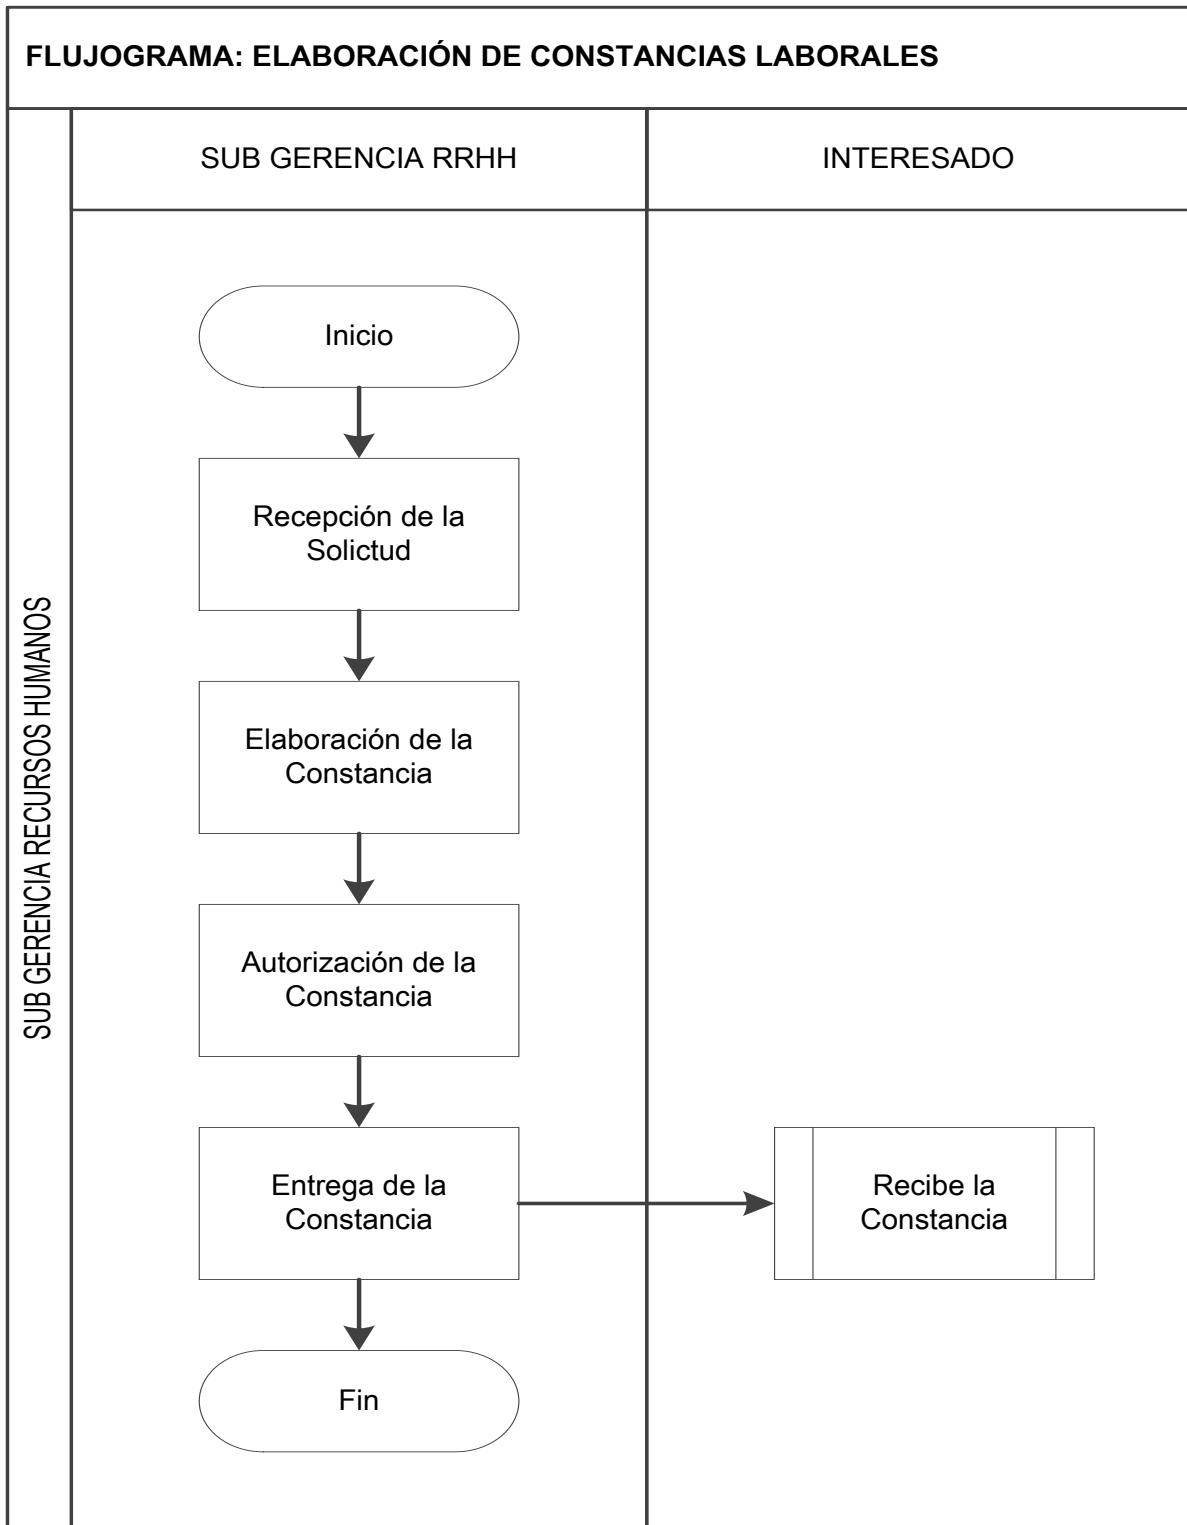 FLUJOGRAMA: ELABORACIÓN DE CONSTANCIAS LABORALES
SUB GERENCIA RRHH
INTERESADO
SUB GERENCIA RECURSOS HUMANOS
Inicio
Recepción de la
Solictud
Elaboración de la
Constancia
Autorización de la
Constancia
Entrega de la
Constancia
Recibe la
Constancia
Fin